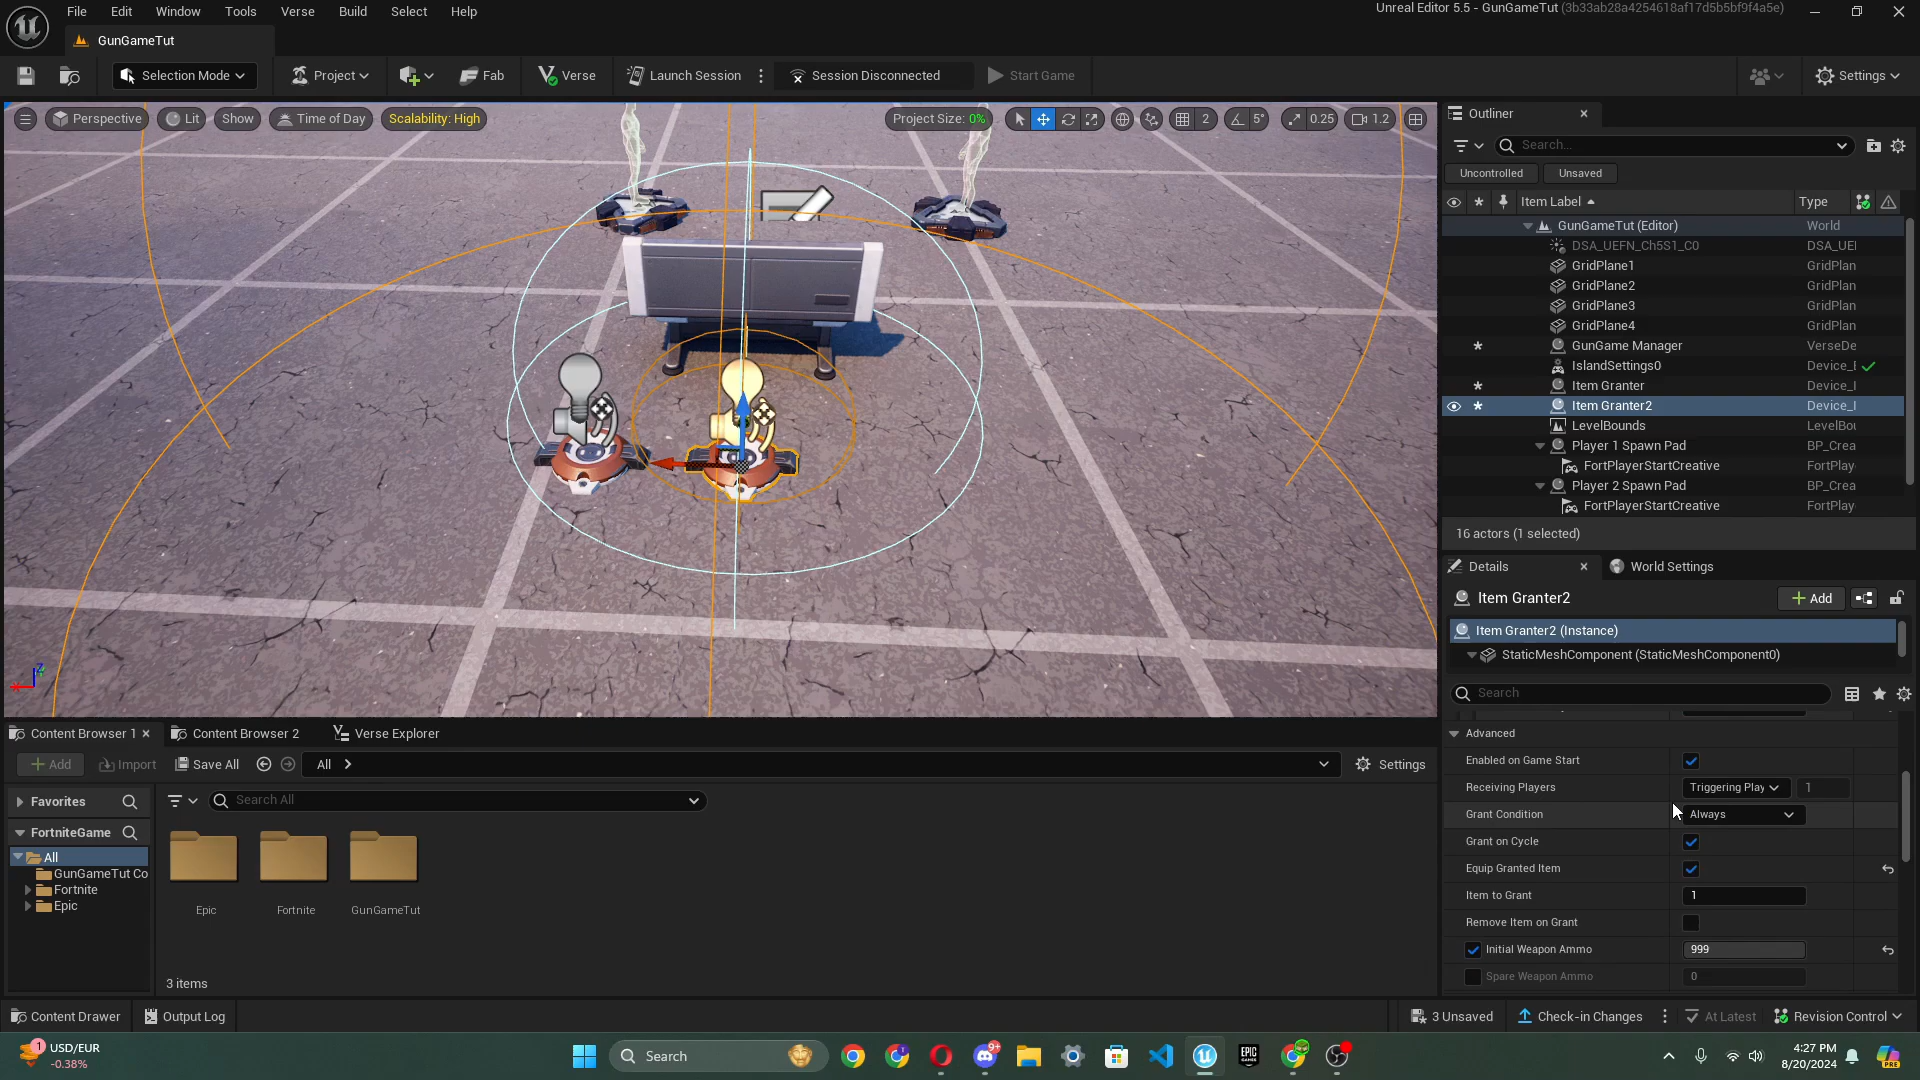 File Edit Window Tools Verse Build Select Help
Unreal Editor 5.5 - GunGameTut (3b33ab28a4254618af17d5b5bf9f4a5e)
GunGameTut
Selection Mode Project Fab Verse Launch Session Session Disconnected Start Game Settings
Perspective Lit Show Time of Day Scalability: High Project Size: 0% 2 5° 0.25 1.2
Outliner
Search...
Uncontrolled Unsaved
Item Label Type
GunGameTut (Editor) World
DSA_UEFN_Ch5S1_C0 DSA_UEI
GridPlane1 GridPlan
GridPlane2 GridPlan
GridPlane3 GridPlan
GridPlane4 GridPlan
GunGame Manager VerseDe
IslandSettings0 Device_I
Item Granter Device_I
Item Granter2 Device_I
LevelBounds LevelBou
Player 1 Spawn Pad BP_Crea
FortPlayerStartCreative FortPlay
Player 2 Spawn Pad BP_Crea
FortPlayerStartCreative FortPlay
16 actors (1 selected)
Details World Settings
Item Granter2 Add
Item Granter2 (Instance)
StaticMeshComponent (StaticMeshComponent0)
Search
Advanced
Enabled on Game Start
Receiving Players Triggering Play 1
Grant Condition Always
Grant on Cycle
Equip Granted Item
Item to Grant 1
Remove Item on Grant
Initial Weapon Ammo 999
Spare Weapon Ammo 0
Z
Content Browser 1 Content Browser 2 Verse Explorer
Add Import Save All All Settings
Favorites Search All
FortniteGame
All
GunGameTut Co
Fortnite
Epic
Epic Fortnite GunGameTut
3 items
Content Drawer Output Log 3 Unsaved Check-in Changes At Latest Revision Control
1 USD/EUR
-0.38%
Search
9+
EPIC GAMES
4:27 PM
8/20/2024
PRE